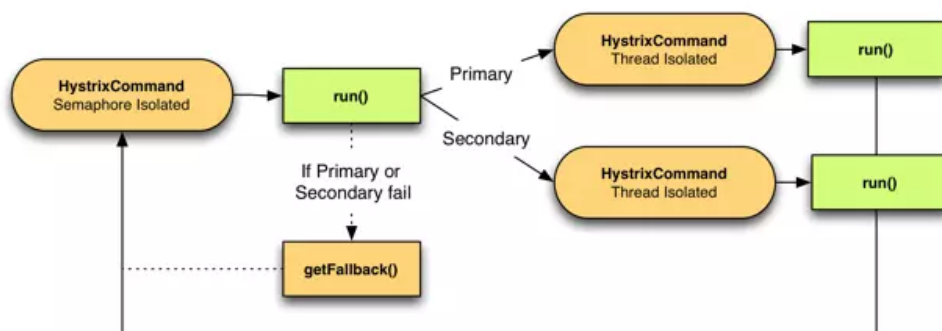 HystrixCommand
Semaphore Isolated
run()
Primary
Secondary
HystrixCommand
Thread Isolated
run()
HystrixCommand
Thread Isolated
run()
If Primary or
Secondary fail
getFallback()